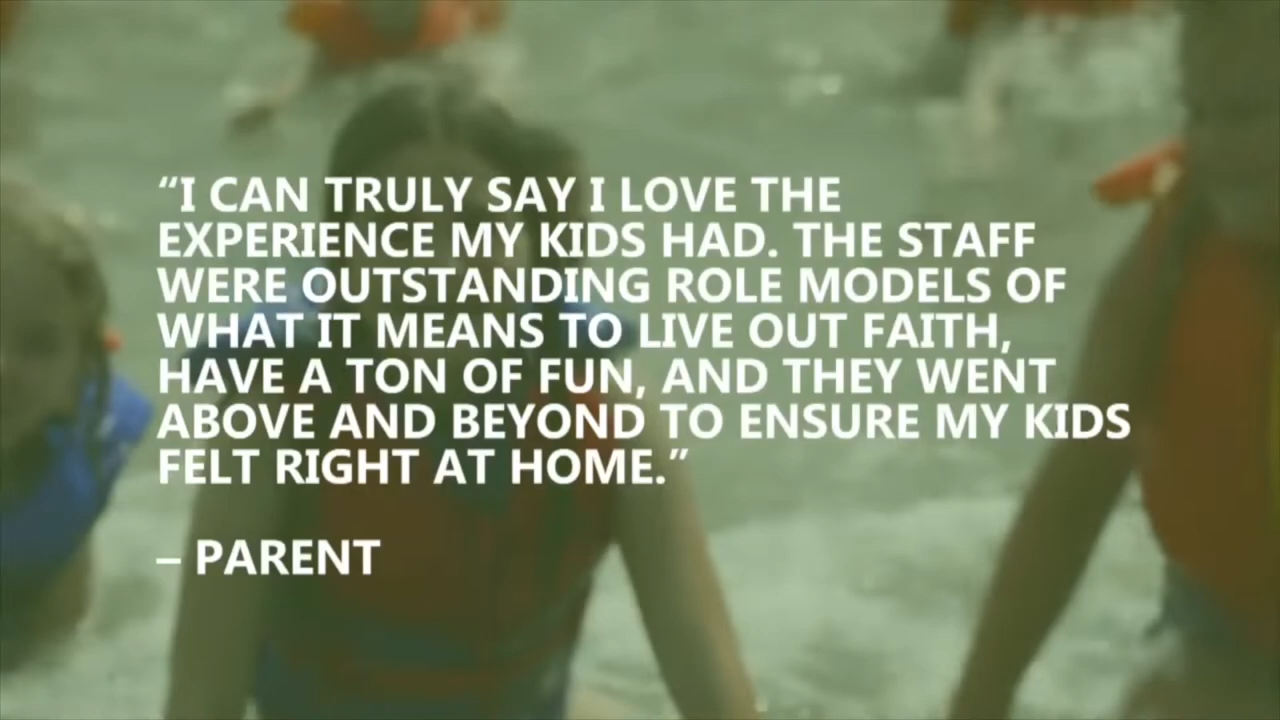 “I CAN TRULY SAY I LOVE THE
EXPERIENCE MY KIDS HAD. THE STAFF
WERE OUTSTANDING ROLE MODELS OF
WHAT IT MEANS TO LIVE OUT FAITH,
HAVE A TON OF FUN, AND THEY WENT
ABOVE AND BEYOND TO ENSURE MY KIDS
FELT RIGHT AT HOME.”
– PARENT